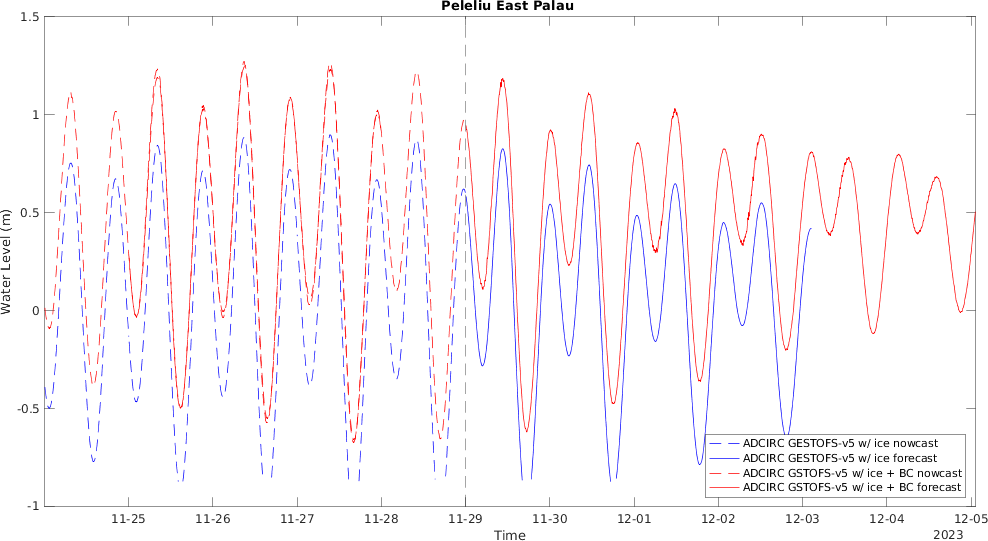 Peleliu East Palau
Water Level (m)
1.5
1
0.5
0
-0.5
-1
ADCIRC GESTOFS-v5 w/ ice nowcast
ADCIRC GESTOFS-v5 w/ ice forecast
ADCIRC GSTOFS-v5 w/ ice + BC nowcast
ADCIRC GSTOFS-v5 w/ ice + BC forecast
11-25 11-26 11-27 11-28 11-29 11-30 12-01 12-02 12-03 12-04 12-05
Time
2023